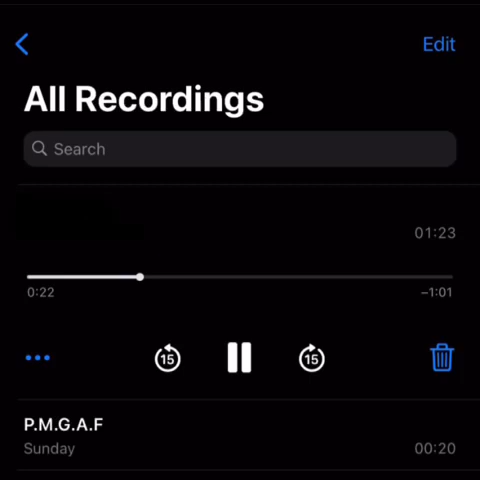 Edit
All Recordings
Search
01:23
0:22
–1:01
15
15
P.M.G.A.F
Sunday
00:20